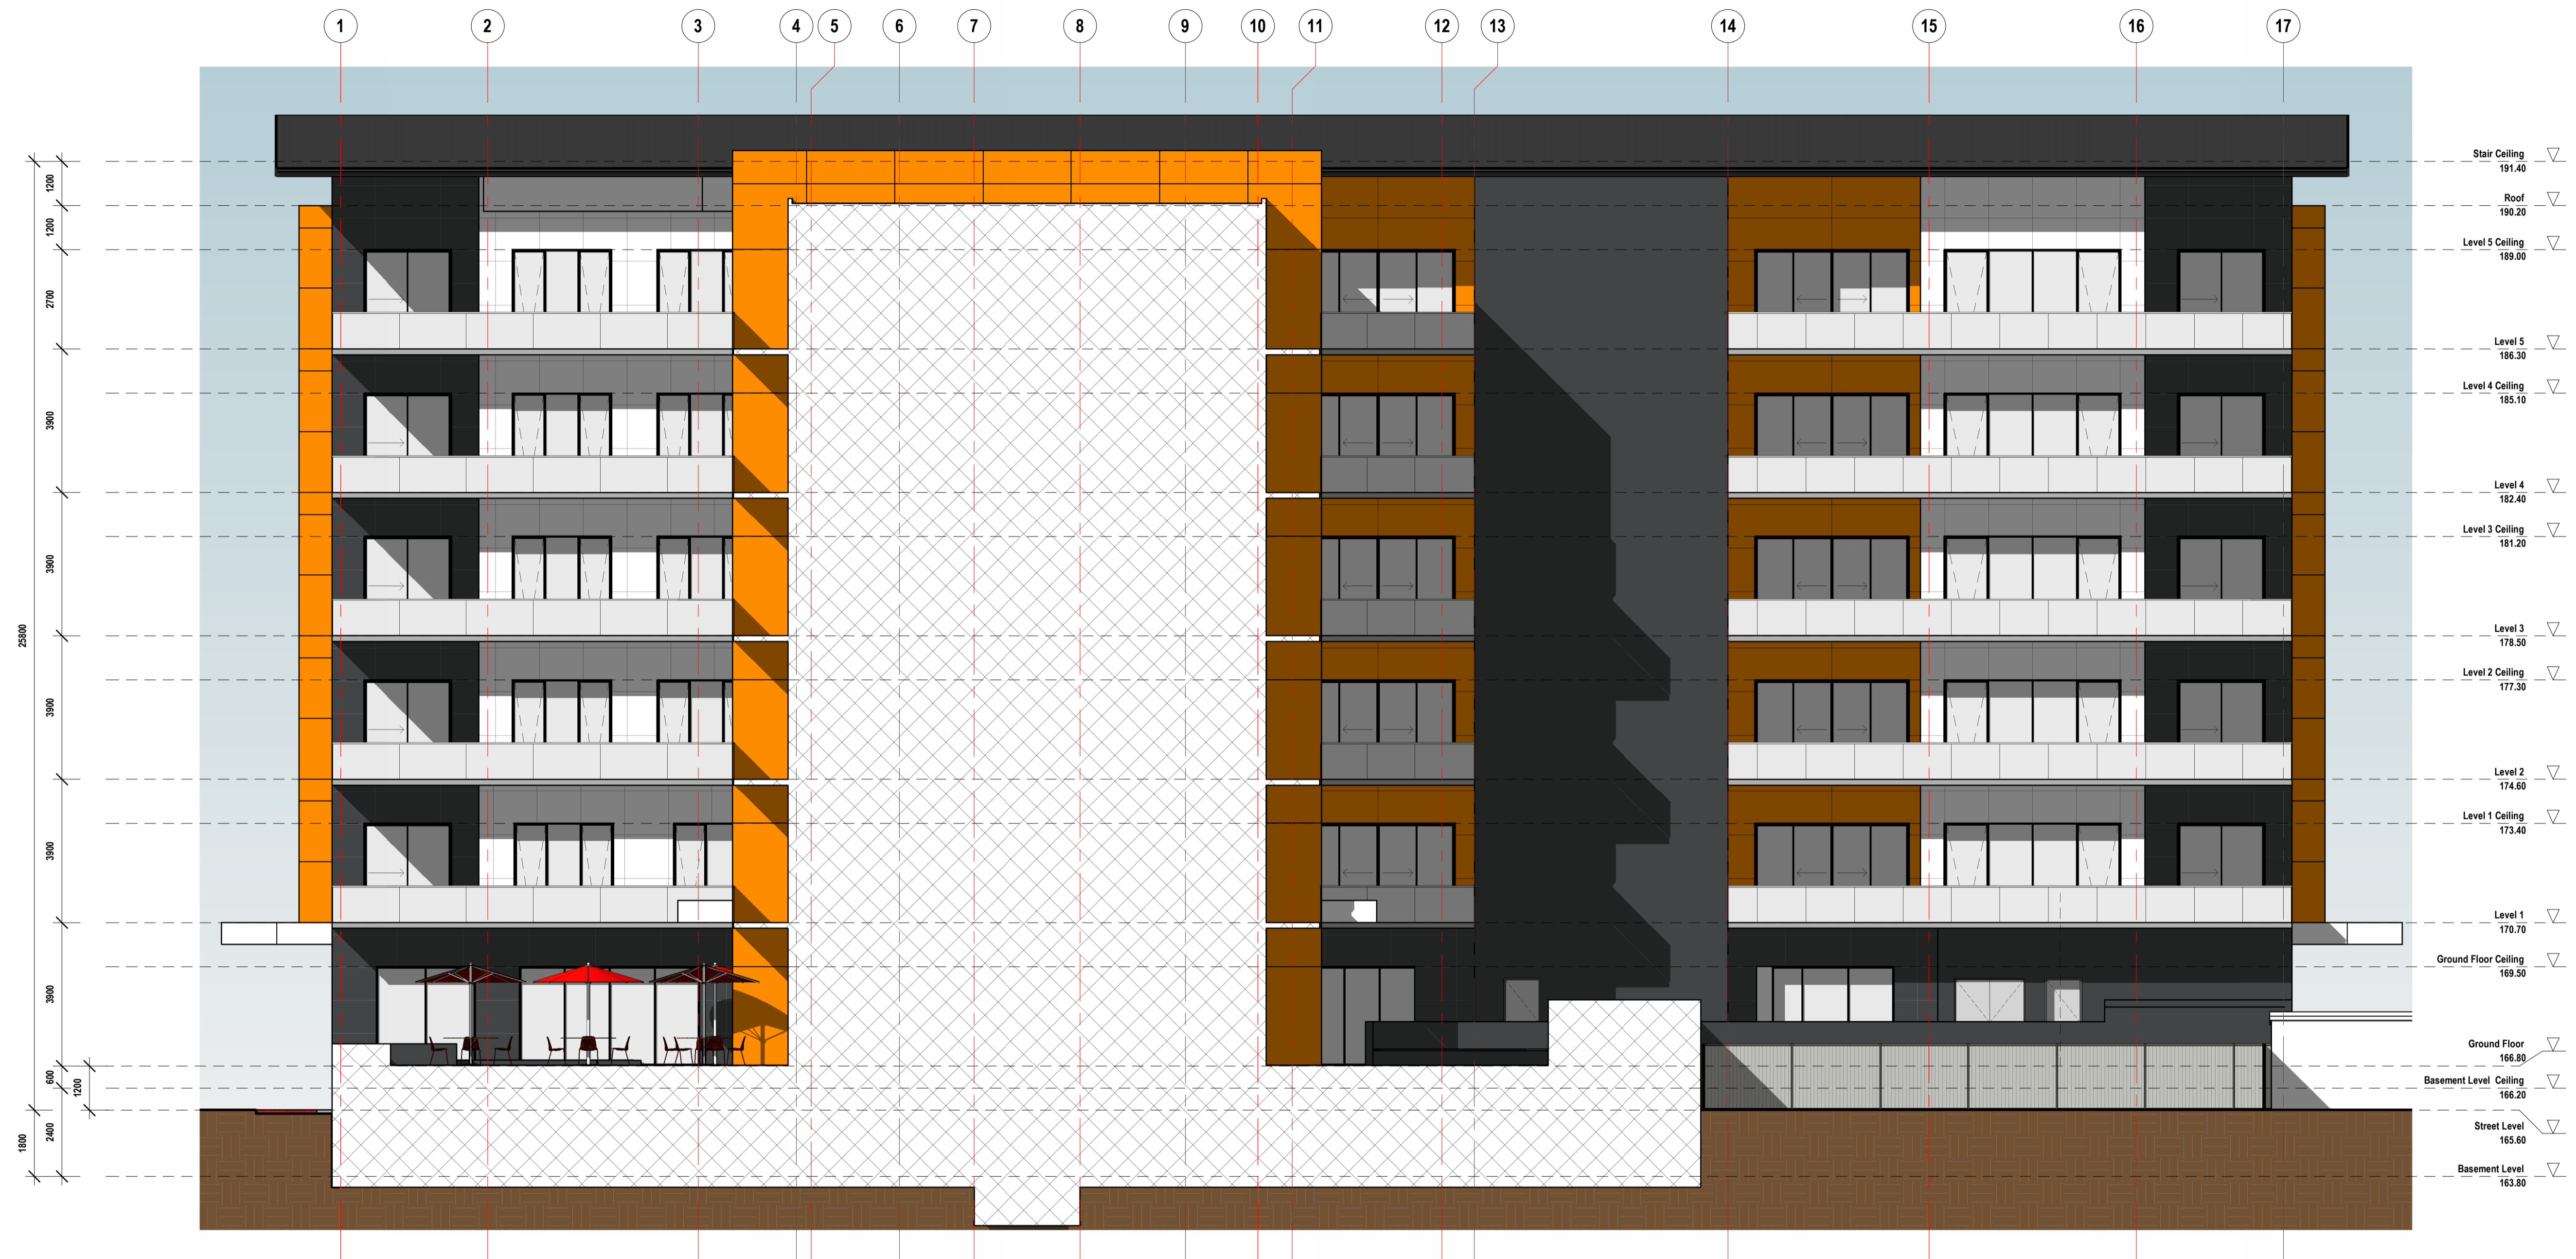 1 2 3 4 5 6 7 8 9 10 11 12 13 14 15 16 17
Stair Ceiling
191.40
1200
Roof
190.20
1200
Level 5 Ceiling
189.00
2700
Level 5
186.30
Level 4 Ceiling
185.10
3900
Level 4
182.40
Level 3 Ceiling
181.20
3900
Level 3
178.50
25800
Level 2 Ceiling
177.30
3900
Level 2
174.60
Level 1 Ceiling
173.40
3900
Level 1
170.70
Ground Floor Ceiling
169.50
3900
Ground Floor
166.80
600
1200
Basement Level Ceiling
166.20
Street Level
165.60
1800
2400
Basement Level
163.80